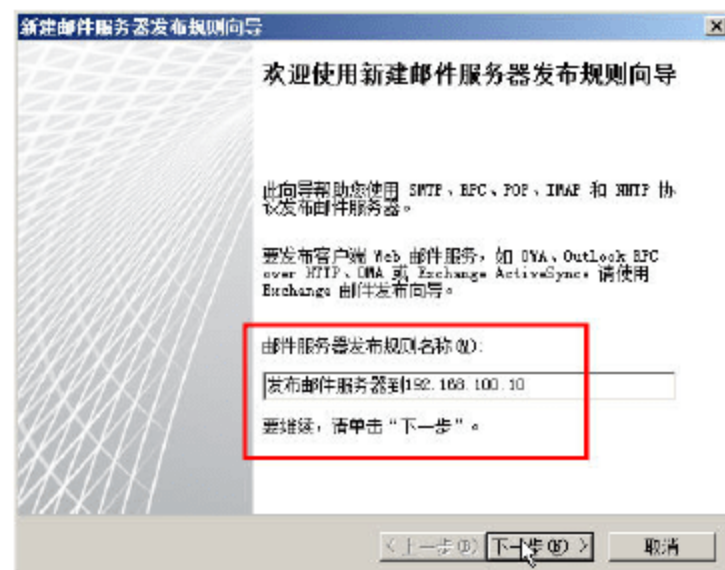 新建邮件服务器发布规则向导
欢迎使用新建邮件服务器发布规则向导
此向导帮助您使用 SMTP、RPC、POP、IMAP 和 NNTP 协
议发布邮件服务器。
要发布客户端 Web 邮件服务，如 OWA、Outlook RPC
over HTTP、OMA 或 Exchange ActiveSync，请使用
Exchange 邮件发布向导。
邮件服务器发布规则名称(N):
发布邮件服务器到192.168.100.10
要继续，请单击“下一步”。
<上一步(B) 下一步(N) > 取消